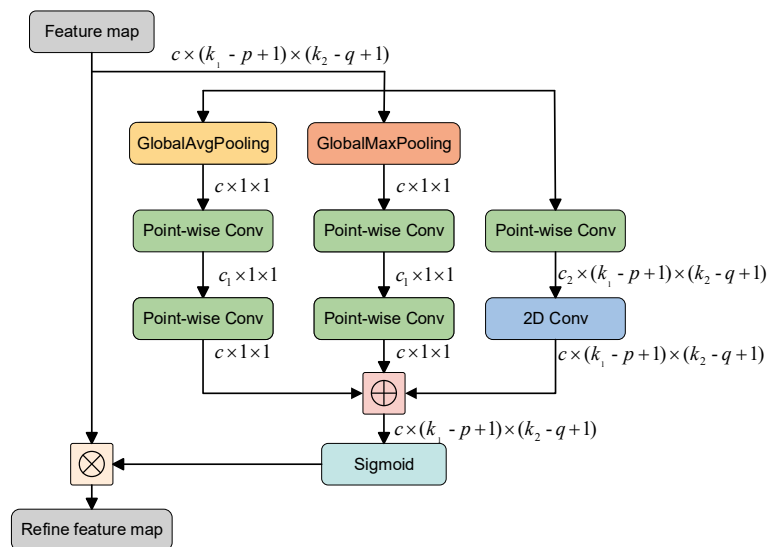 Feature map
c × (k₁ - p + 1) × (k₂ - q + 1)
GlobalAvgPooling
GlobalMaxPooling
c × 1 × 1
c × 1 × 1
Point-wise Conv
Point-wise Conv
Point-wise Conv
c₁ × 1 × 1
c₁ × 1 × 1
c₂ × (k₁ - p + 1) × (k₂ - q + 1)
Point-wise Conv
Point-wise Conv
2D Conv
c × 1 × 1
c × 1 × 1
c × (k₁ - p + 1) × (k₂ - q + 1)
c × (k₁ - p + 1) × (k₂ - q + 1)
Sigmoid
Refine feature map